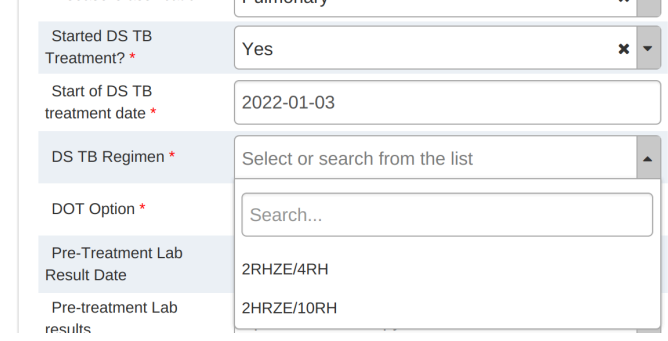 Pulmonary
Started DS TB
Treatment? *
Yes
Start of DS TB
treatment date *
2022-01-03
DS TB Regimen *
Select or search from the list
DOT Option *
Search...
Pre-Treatment Lab
Result Date
2RHZE/4RH
Pre-treatment Lab
results
2HRZE/10RH